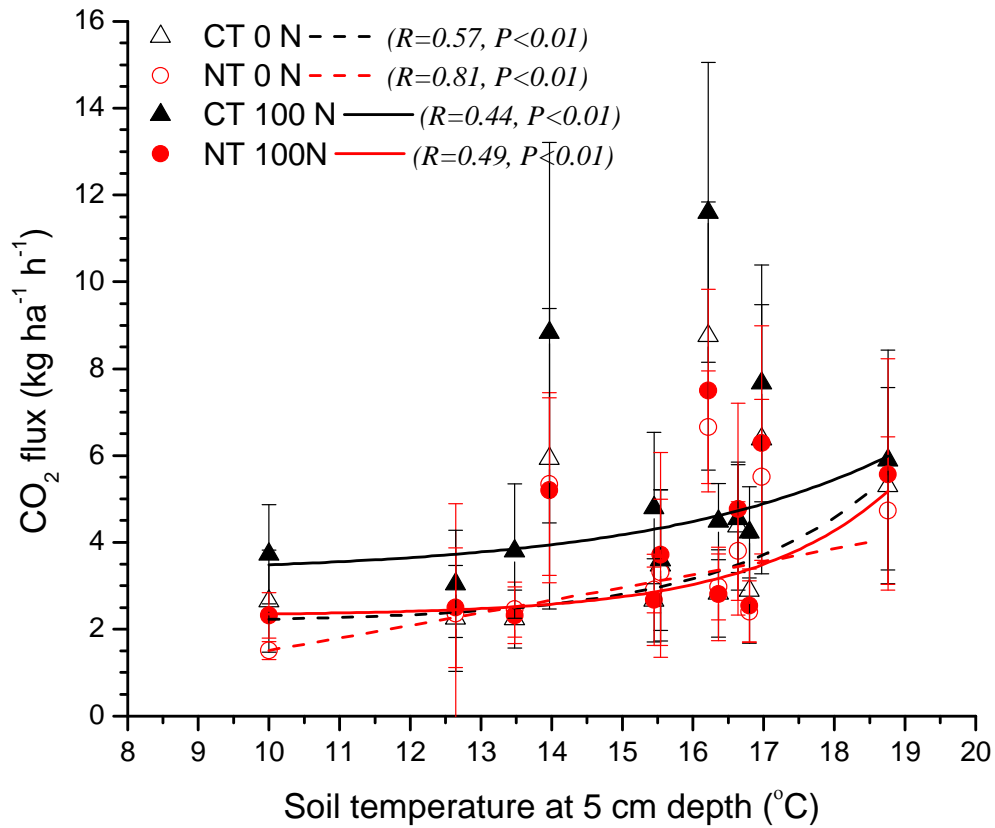 16
14
12
10
8
6
4
2
0
CO2 flux (kg ha-1 h-1)
CT 0 N (R=0.57, P<0.01)
NT 0 N (R=0.81, P<0.01)
CT 100 N (R=0.44, P<0.01)
NT 100N (R=0.49, P<0.01)
8 9 10 11 12 13 14 15 16 17 18 19 20
Soil temperature at 5 cm depth (oC)